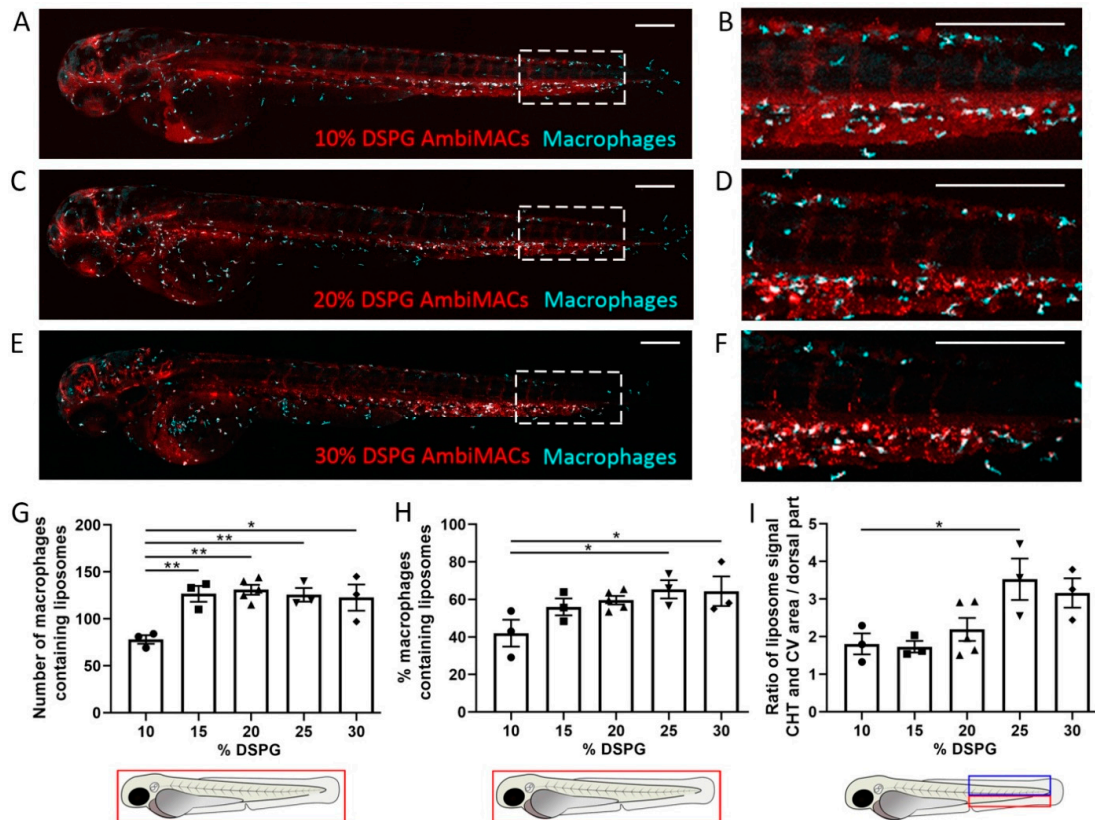 A
10% DSPG AmbiMACs Macrophages
B
C
20% DSPG AmbiMACs Macrophages
D
E
30% DSPG AmbiMACs Macrophages
F
G
Number of macrophages
containing liposomes
200
150
100
50
0
*
**
**
**
10 15 20 25 30
% DSPG
H
% macrophages
containing liposomes
100
80
60
40
20
0
*
*
10 15 20 25 30
% DSPG
I
Ratio of liposome signal
CHT and CV area / dorsal part
5
4
3
2
1
0
*
10 15 20 25 30
% DSPG